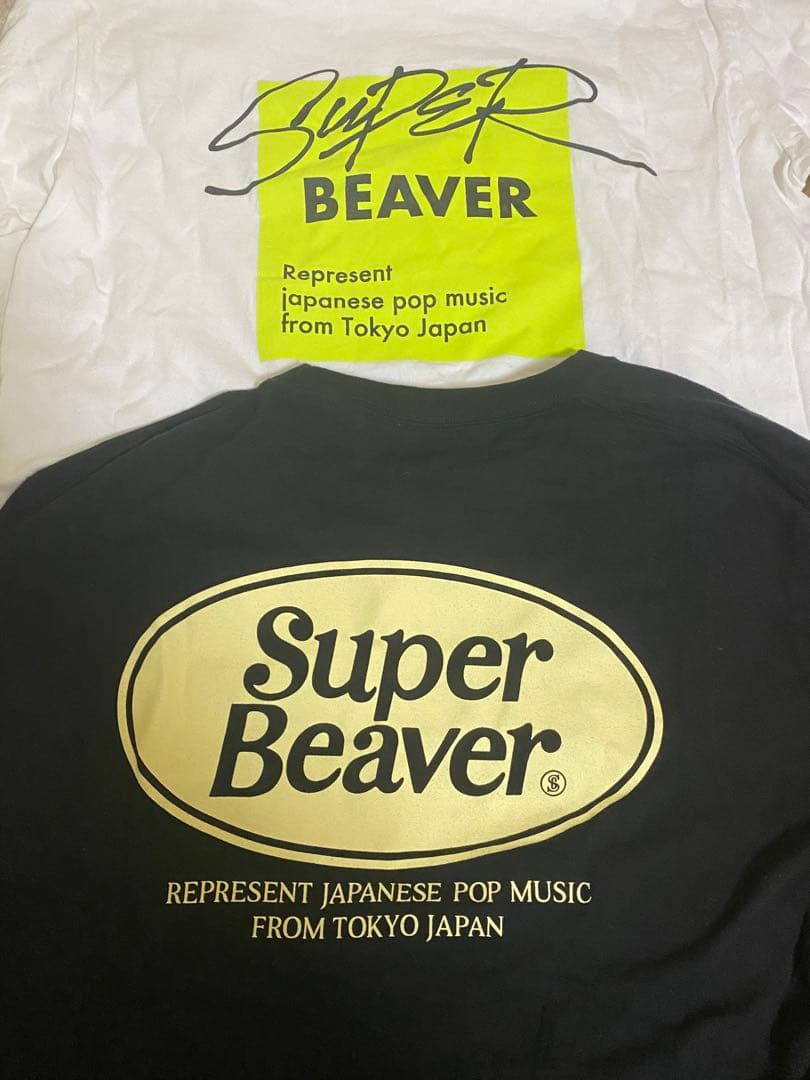 SUPER
BEAVER
Represent
japanese pop music
from Tokyo Japan
Super
Beaver
REPRESENT JAPANESE POP MUSIC
FROM TOKYO JAPAN